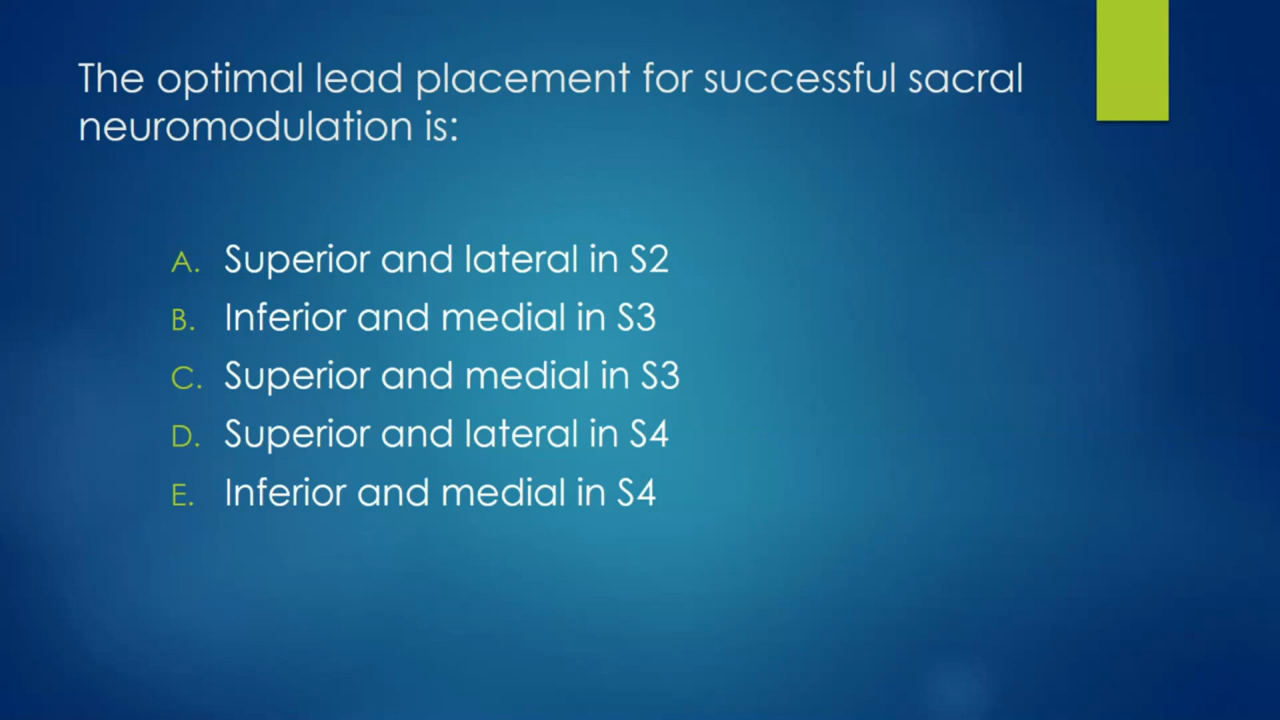 The optimal lead placement for successful sacral
neuromodulation is:
A. Superior and lateral in S2
B. Inferior and medial in S3
C. Superior and medial in S3
D. Superior and lateral in S4
E. Inferior and medial in S4